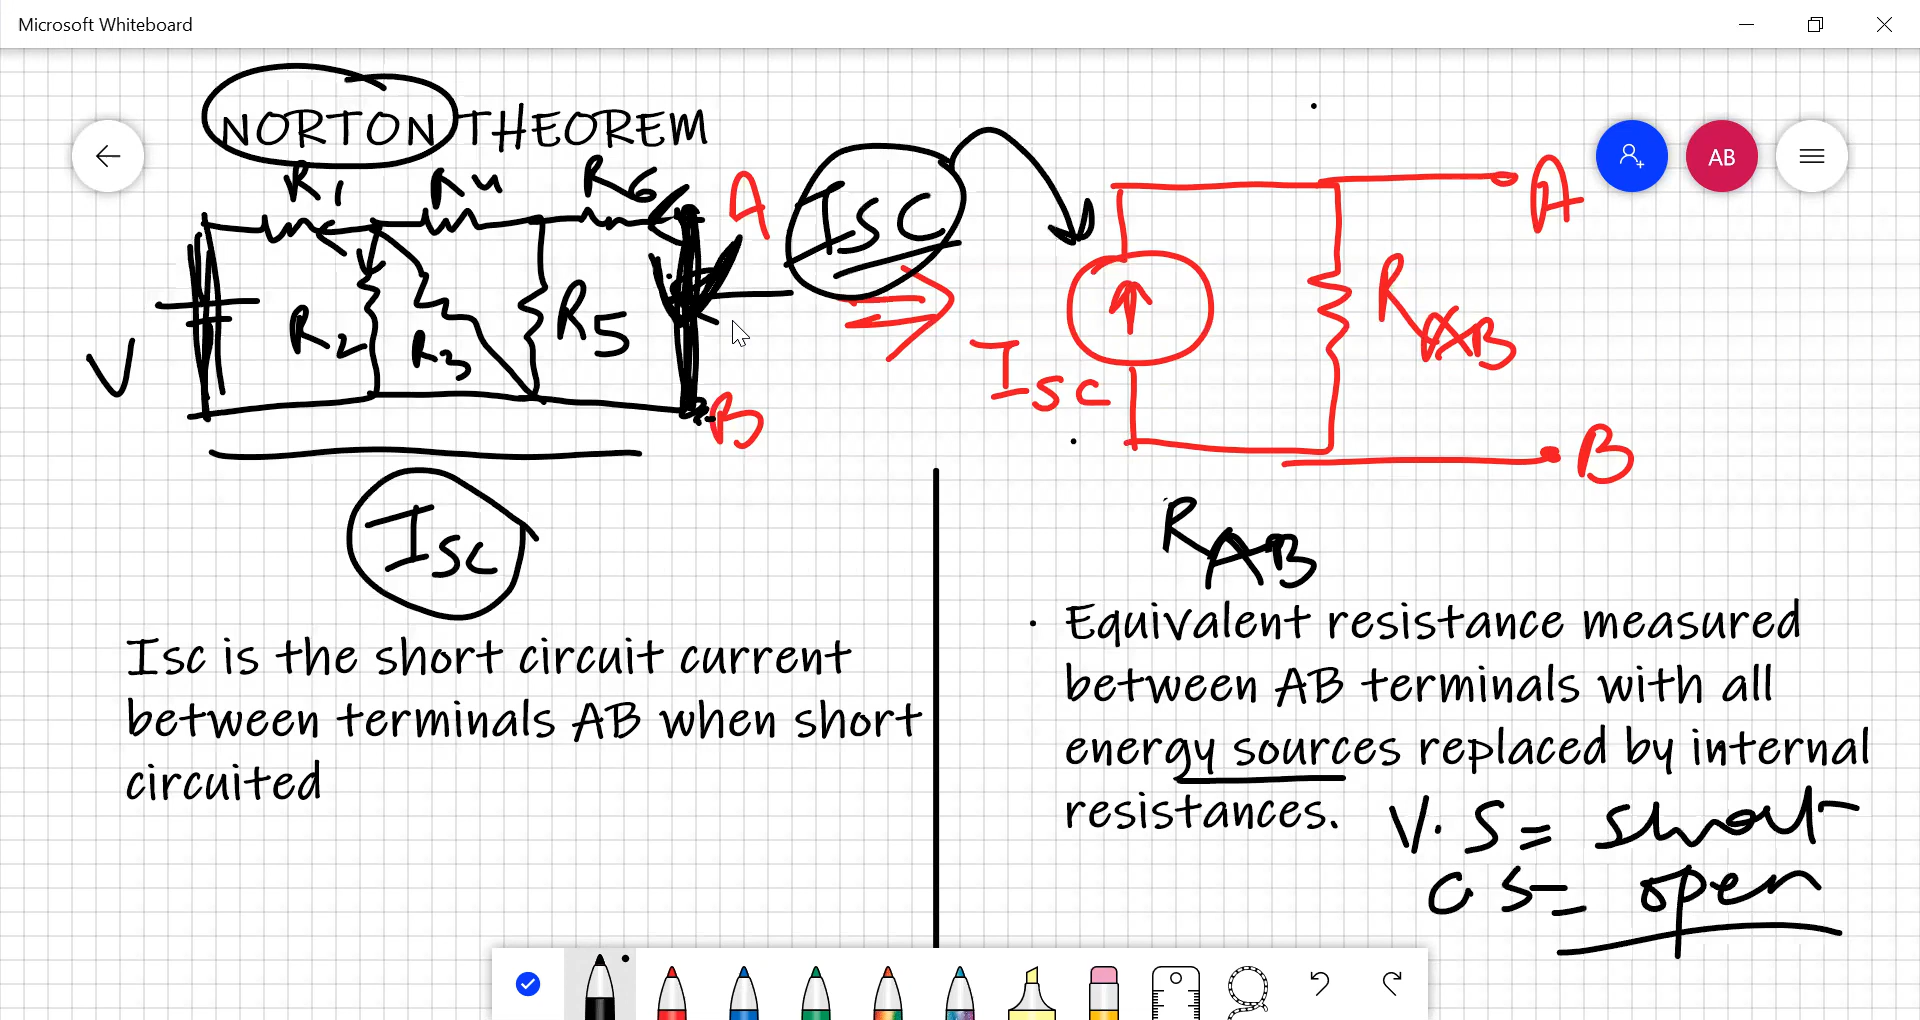 Microsoft Whiteboard
NORTON THEOREM
R1 R4 R6 A
Isc
A
AB
R2 R3 R5
RAB
V
Isc
B
B
Isc
RAB
Isc is the short circuit current
between terminals AB when short
circuited
· Equivalent resistance measured
between AB terminals with all
energy sources replaced by internal
resistances.
V.S = short
C S = open